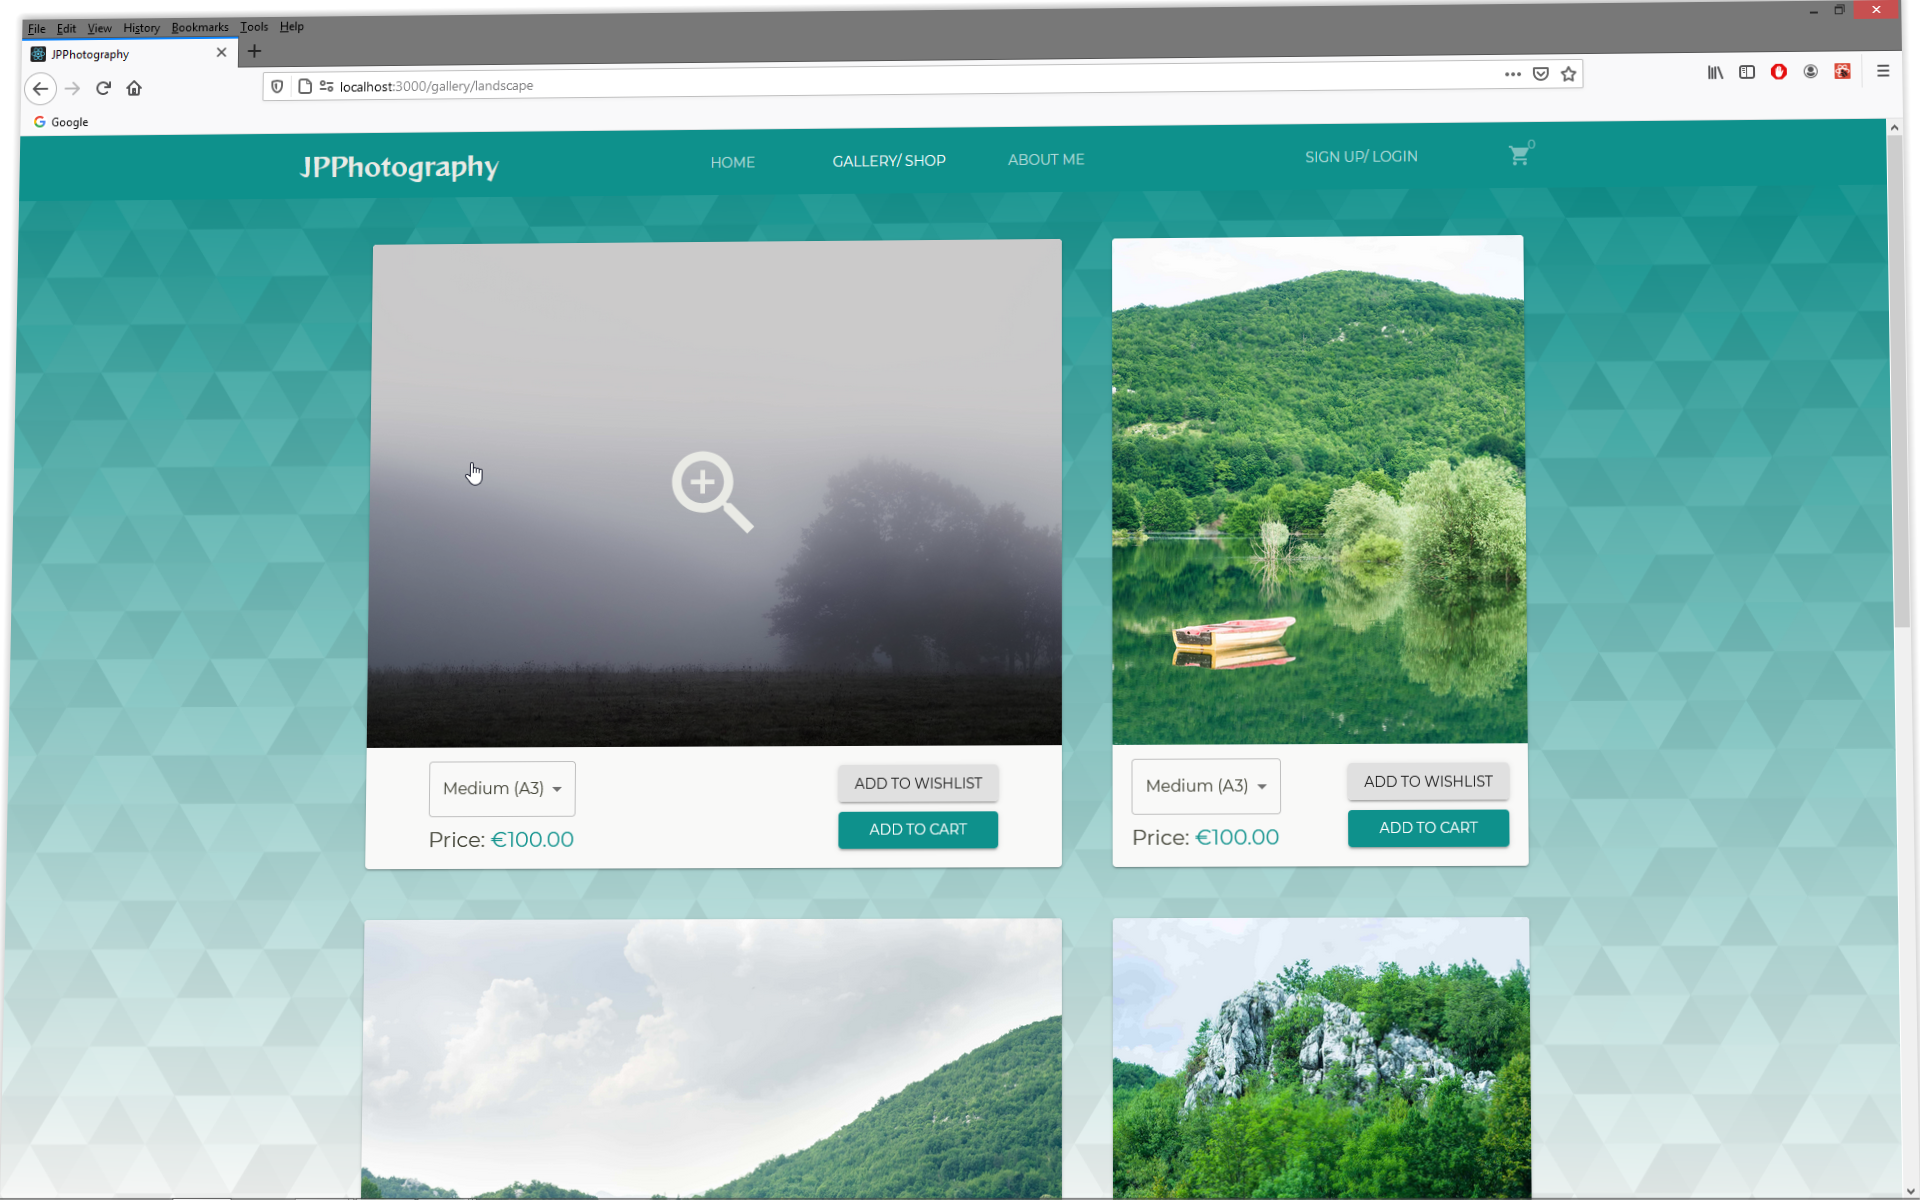 File Edit View History Bookmarks Tools Help
JPPhotography
localhost:3000/gallery/landscape
Google
JPPhotography HOME GALLERY/ SHOP ABOUT ME SIGN UP/ LOGIN 0
Medium (A3) ADD TO WISHLIST
Price: €100.00 ADD TO CART
Medium (A3) ADD TO WISHLIST
Price: €100.00 ADD TO CART